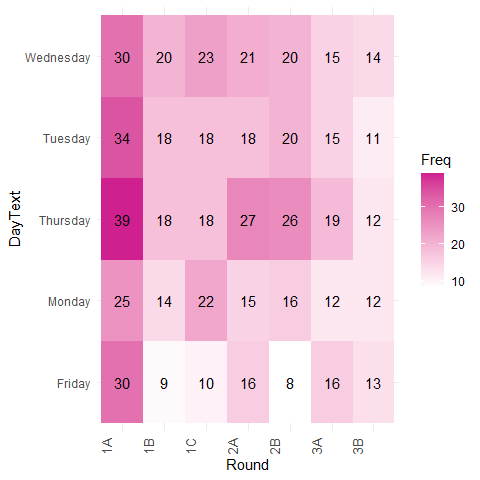 Wednesday 30 20 23 21 20 15 14
Tuesday 34 18 18 18 20 15 11
Thursday 39 18 18 27 26 19 12
Monday 25 14 22 15 16 12 12
Friday 30 9 10 16 8 16 13
1A 1B 1C 2A 2B 3A 3B
Round
DayText
Freq
30
20
10